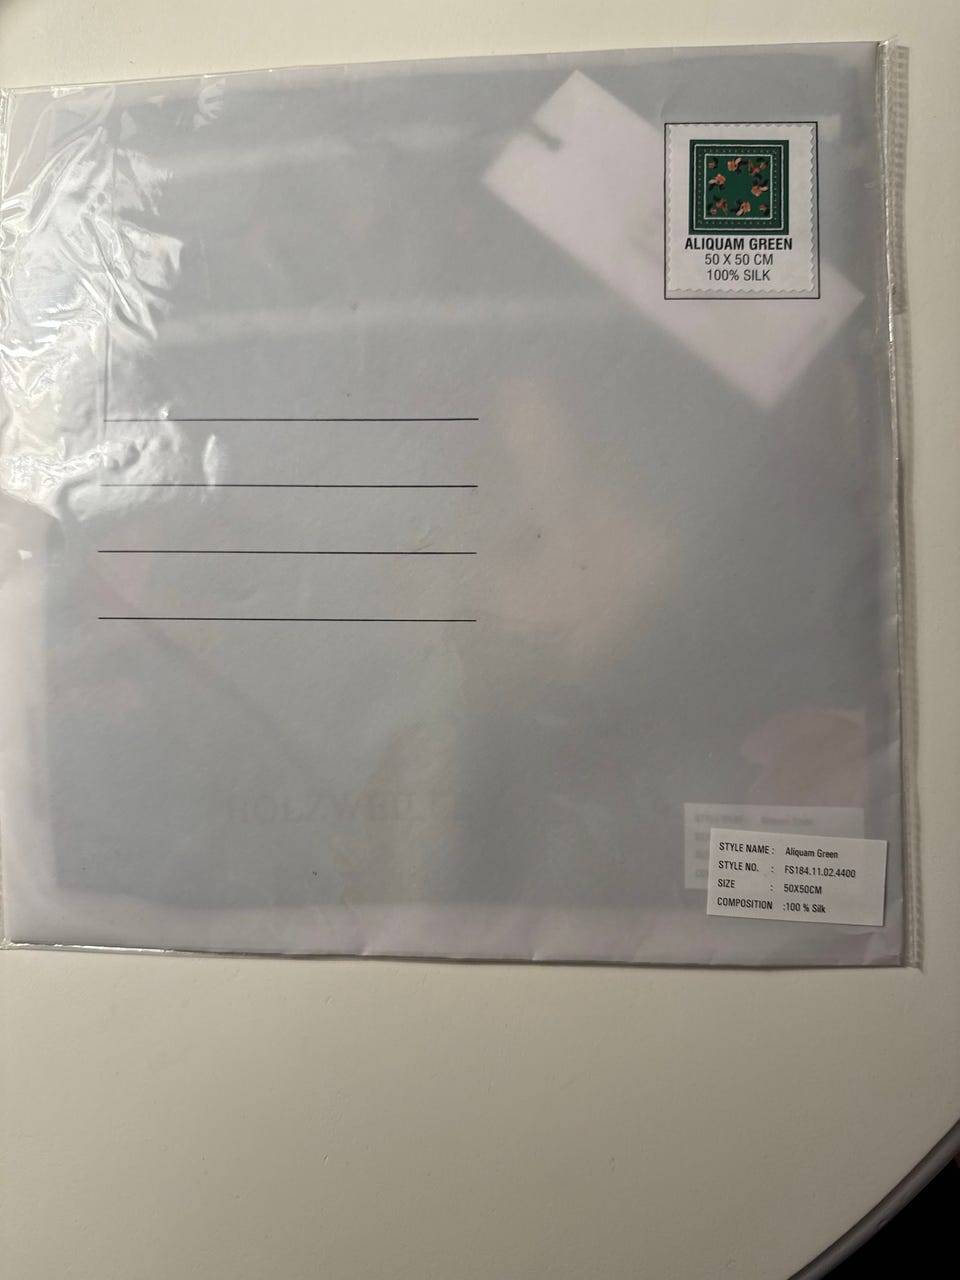 ALIQUAM GREEN
50 X 50 CM
100% SILK
HOLZWEILER
STYLE NAME : Aliquam Green
STYLE NO. : FS184.11.02.4400
SIZE : 50X50CM
COMPOSITION :100 % Silk